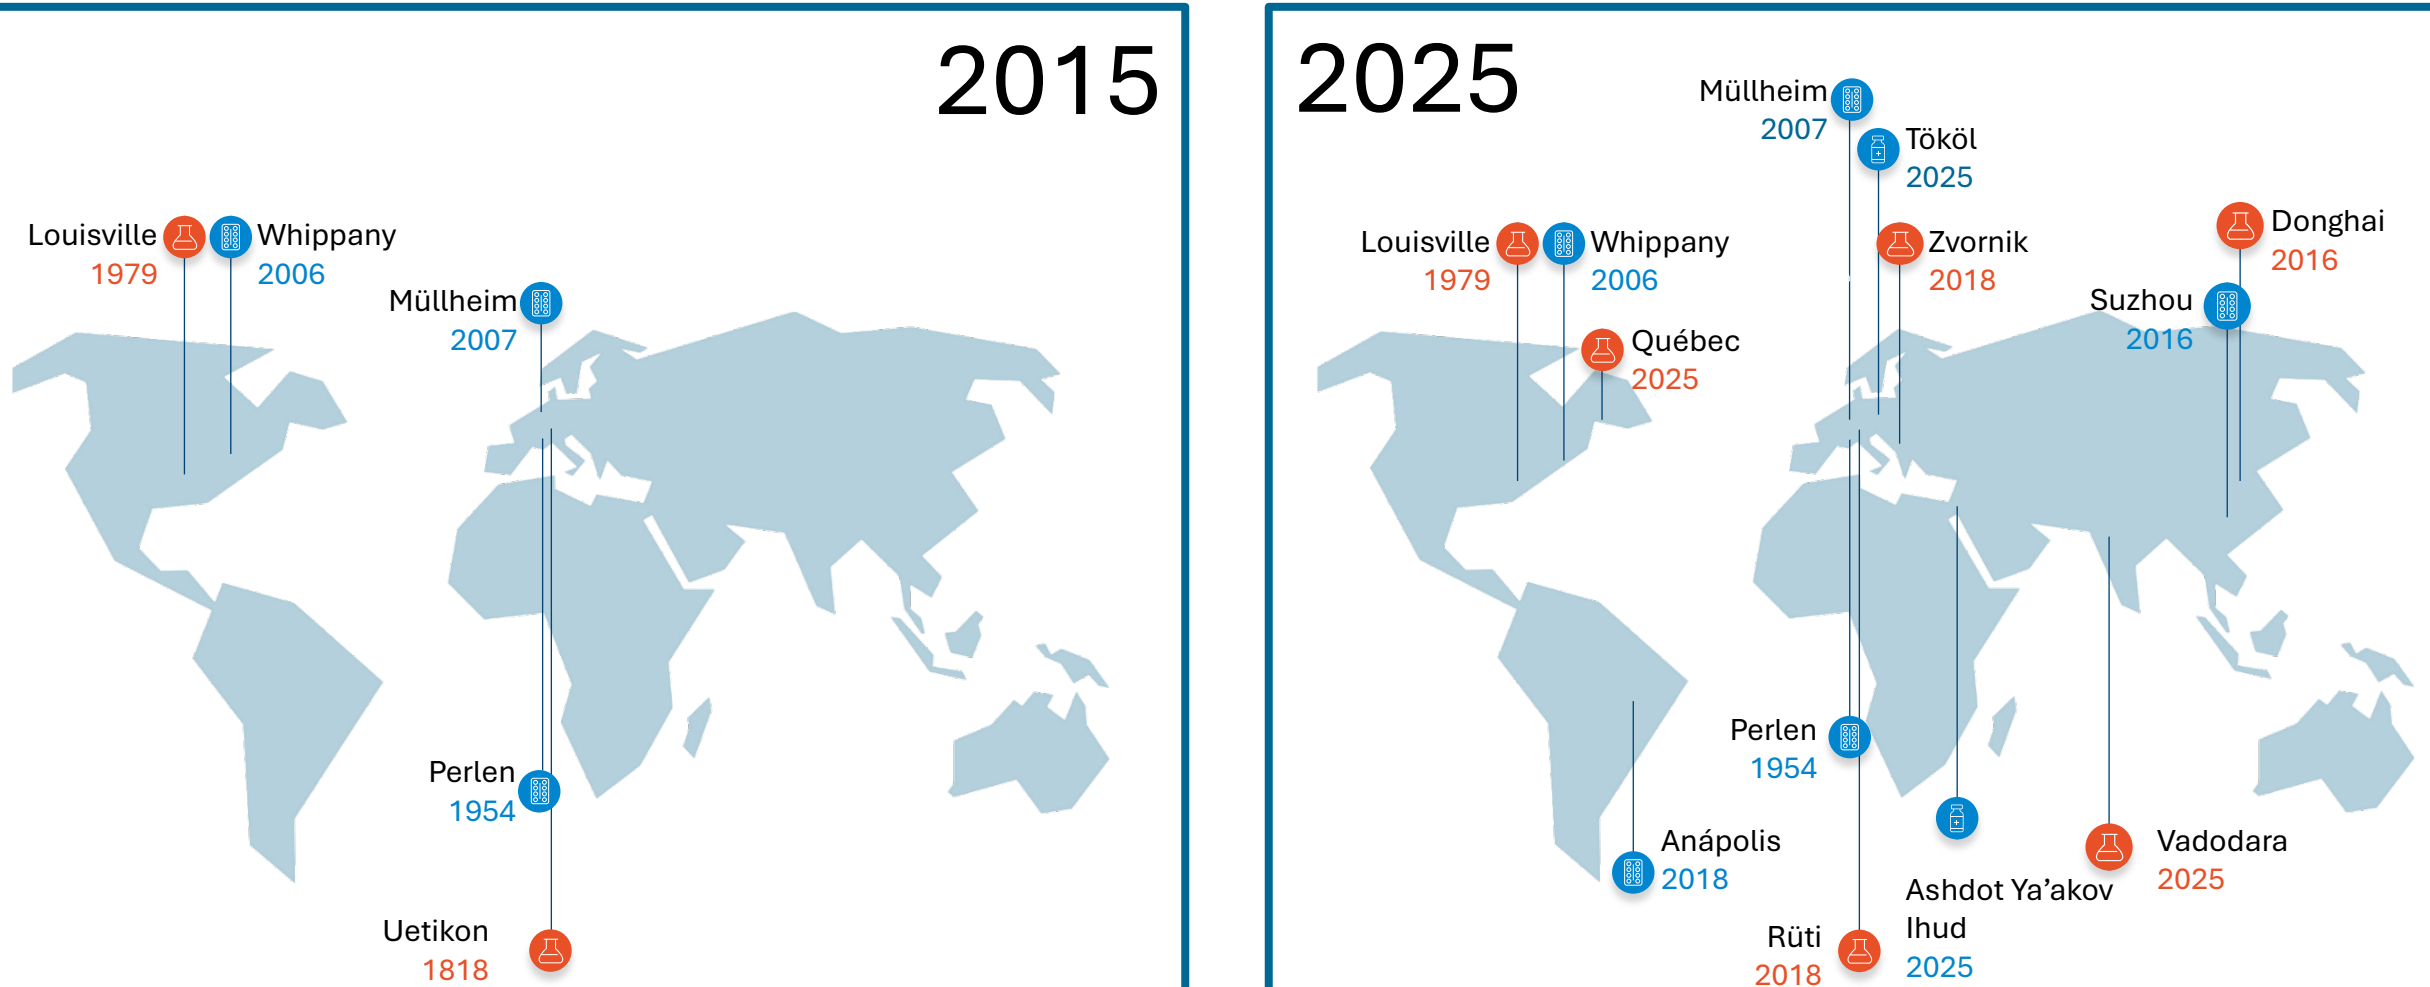 2015
Louisville
1979
Whippany
2006
Müllheim
2007
Perlen
1954
Uetikon
1818
2025
Müllheim
2007
Tököl
2025
Louisville
1979
Whippany
2006
Zvornik
2018
Donghai
2016
Suzhou
2016
Québec
2025
Perlen
1954
Anápolis
2018
Vadodara
2025
Ashdot Ya’akov
Ihud
2025
Rüti
2018